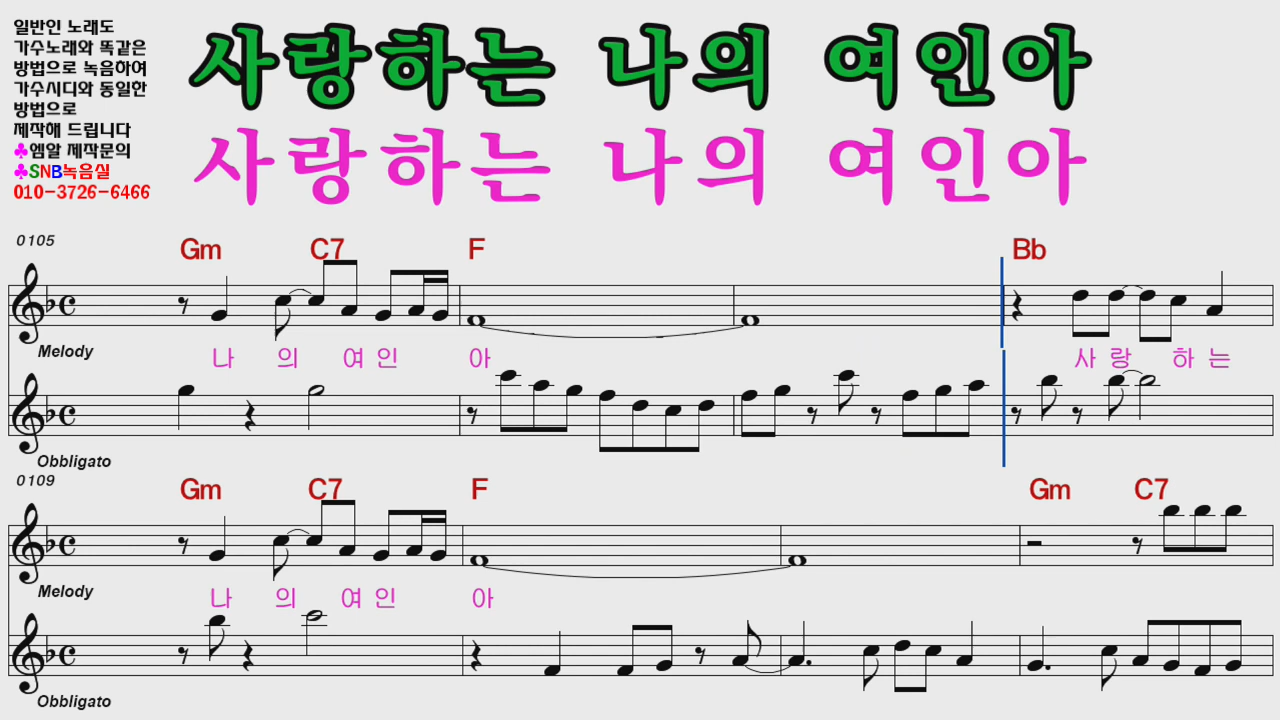 일반인 노래도
가수노래와 똑같은
방법으로 녹음하여
가수시디와 동일한
방법으로
제작해 드립니다
♣엠알 제작문의
♣SNB녹음실
010-3726-6466
사랑하는 나의 여인아
사랑하는 나의 여인아
0105
Gm C7 F Bb
Melody
나 의 여 인 아 사 랑 하 는
Obbligato
0109
Gm C7 F Gm C7
Melody
나 의 여 인 아
Obbligato